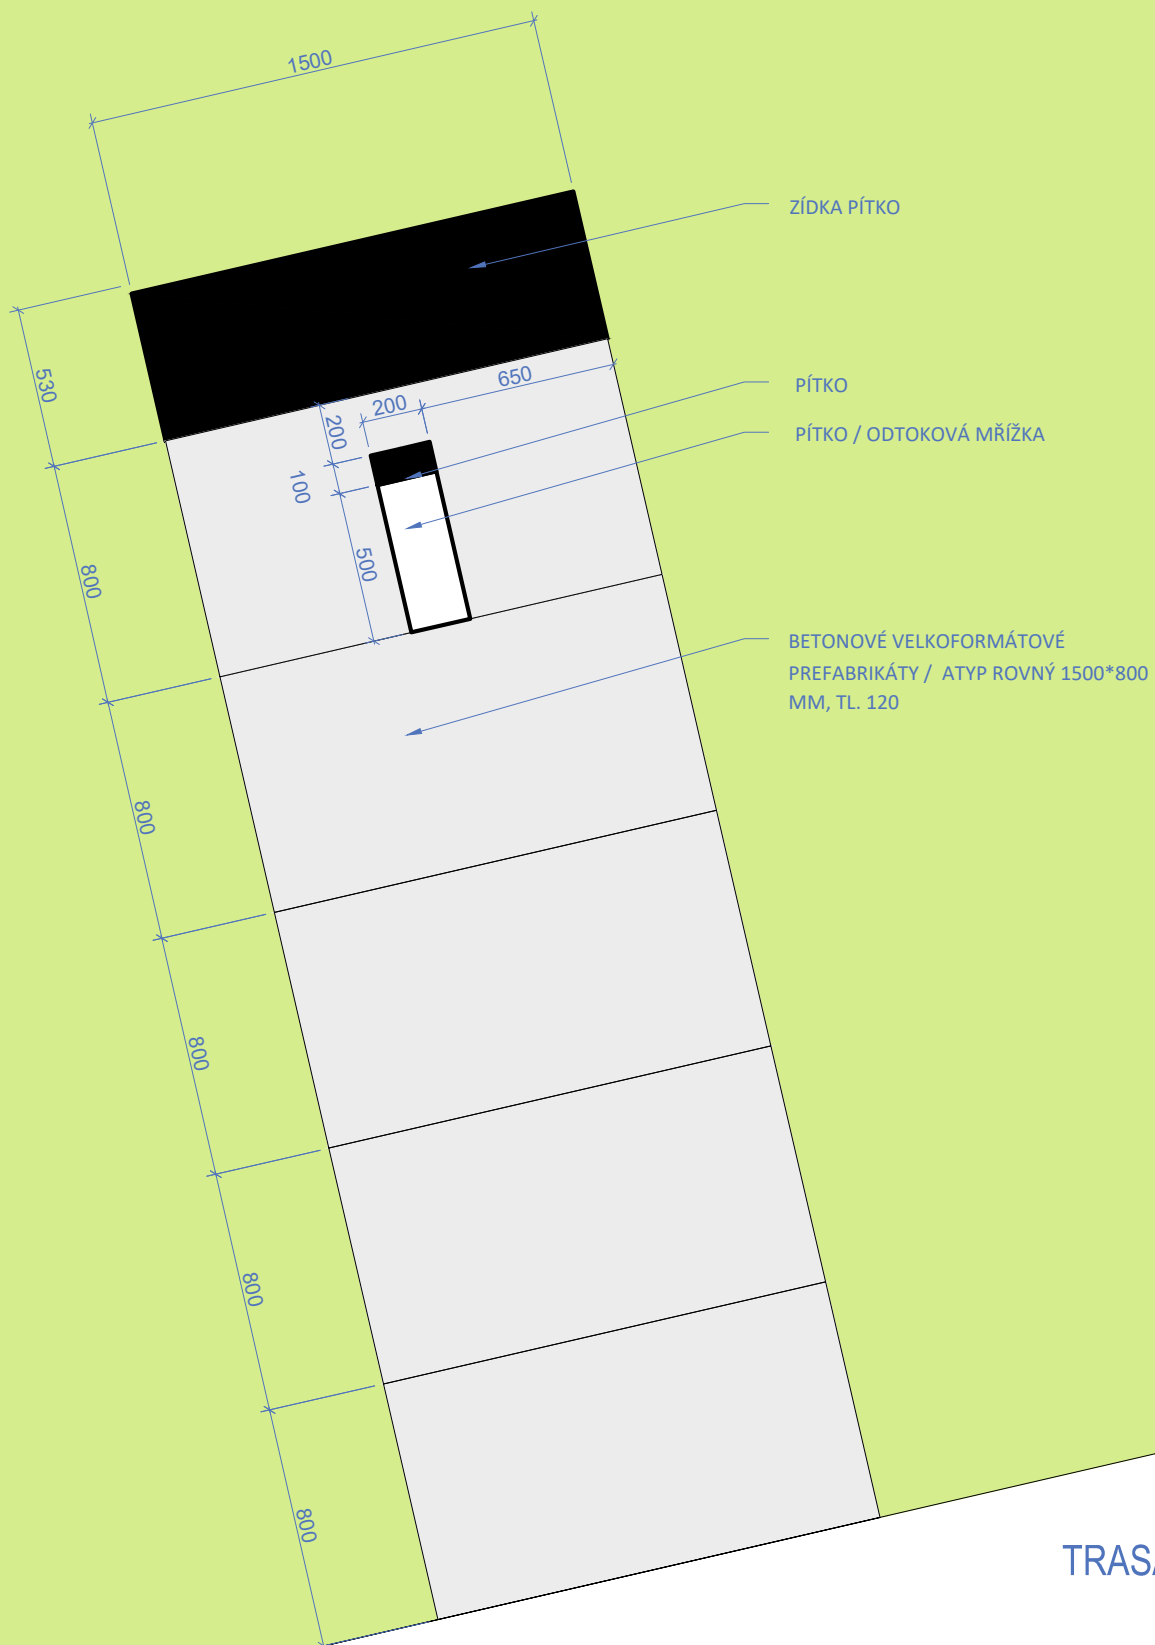 1500
ZÍDKA PÍTKO
530
650
PÍTKO
200
200
PÍTKO / ODTOKOVÁ MŘÍŽKA
100
500
800
BETONOVÉ VELKOFORMÁTOVÉ
PREFABRIKÁTY / ATYP ROVNÝ 1500*800
MM, TL. 120
800
800
800
800
TRASA